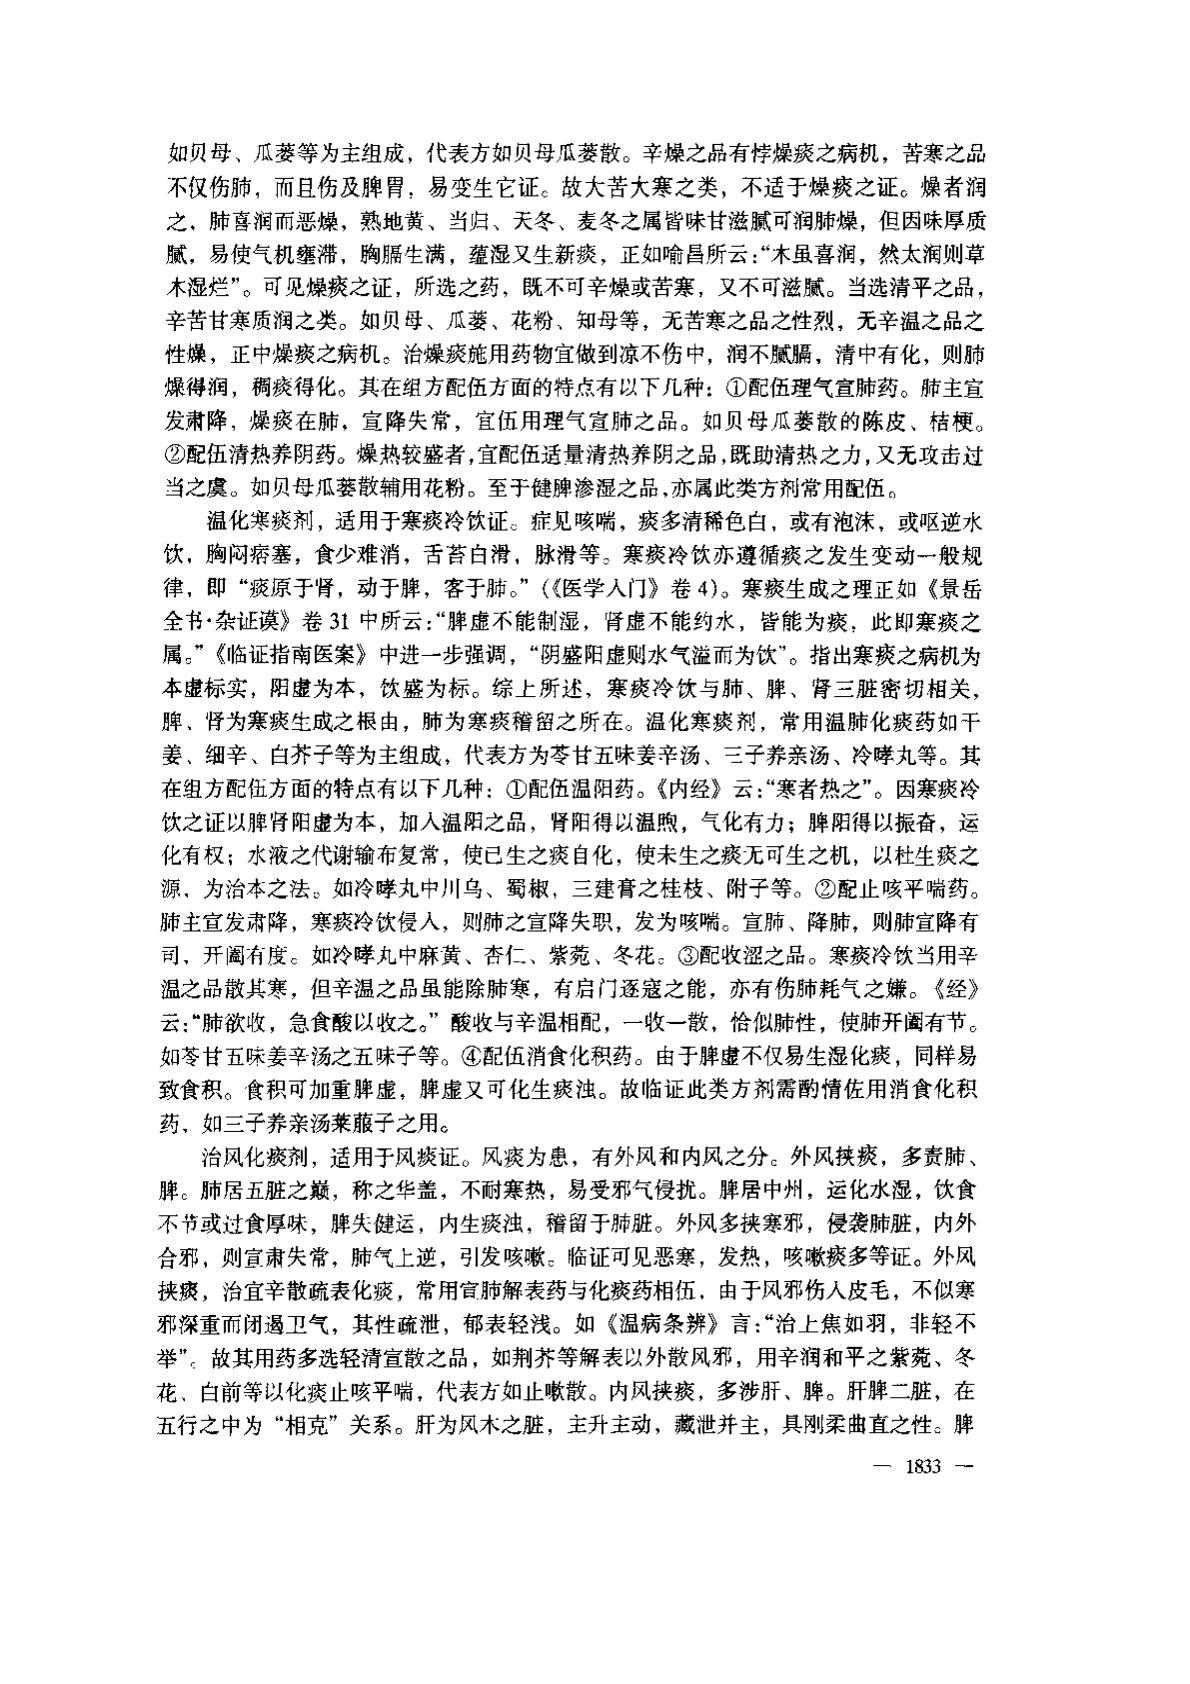 如贝母、瓜蒌等为主组成，代表方如贝母瓜蒌散。辛燥之品有悖燥痰之病机，苦寒之品
不仅伤肺，而且伤及脾胃，易变生它证。故大苦大寒之类，不适于燥痰之证。燥者润
之，肺喜润而恶燥，熟地黄、当归、天冬、麦冬之属皆味甘滋腻可润肺燥，但因味厚质
腻，易使气机壅滞，胸膈生满，蕴湿又生新痰，正如喻昌所云：“木虽喜润，然太润则草
木湿烂”。可见燥痰之证，所选之药，既不可辛燥或苦寒，又不可滋腻。当选清平之品，
辛苦甘寒质润之类。如贝母、瓜蒌、花粉、知母等，无苦寒之品之性烈，无辛温之品之
性燥，正中燥痰之病机。治燥痰施用药物宜做到凉不伤中，润不腻膈，清中有化，则肺
燥得润，稠痰得化。其在组方配伍方面的特点有以下几种：①配伍理气宣肺药。肺主宣
发肃降，燥痰在肺，宣降失常，宜伍用理气宣肺之品。如贝母瓜蒌散的陈皮、桔梗。
②配伍清热养阴药。燥热较盛者，宜配伍适量清热养阴之品，既助清热之力，又无攻击过
当之虞。如贝母瓜蒌散辅用花粉。至于健脾渗湿之品，亦属此类方剂常用配伍。
温化寒痰剂，适用于寒痰冷饮证。症见咳喘，痰多清稀色白，或有泡沫，或呕逆水
饮，胸闷痞塞，食少难消，舌苔白滑，脉滑等。寒痰冷饮亦遵循痰之发生变动一般规
律，即“痰原于肾，动于脾，客于肺。”（《医学入门》卷4）。寒痰生成之理正如《景岳
全书·杂证谟》卷31中所云：“脾虚不能制湿，肾虚不能约水，皆能为痰，此即寒痰之
属。”《临证指南医案》中进一步强调，“阴盛阳虚则水气溢而为饮”。指出寒痰之病机为
本虚标实，阳虚为本，饮盛为标。综上所述，寒痰冷饮与肺、脾、肾三脏密切相关，
脾、肾为寒痰生成之根由，肺为寒痰稽留之所在。温化寒痰剂，常用温肺化痰药如干
姜、细辛、白芥子等为主组成，代表方为苓甘五味姜辛汤、三子养亲汤、冷哮丸等。其
在组方配伍方面的特点有以下几种：①配伍温阳药。《内经》云：“寒者热之”。因寒痰冷
饮之证以脾肾阳虚为本，加入温阳之品，肾阳得以温煦，气化有力；脾阳得以振奋，运
化有权；水液之代谢输布复常，使已生之痰自化，使未生之痰无可生之机，以杜生痰之
源，为治本之法。如冷哮丸中川乌、蜀椒，三建膏之桂枝、附子等。②配止咳平喘药。
肺主宣发肃降，寒痰冷饮侵入，则肺之宣降失职，发为咳喘。宣肺、降肺，则肺宣降有
司，开阖有度。如冷哮丸中麻黄、杏仁、紫菀、冬花。③配收涩之品。寒痰冷饮当用辛
温之品散其寒，但辛温之品虽能除肺寒，有启门逐寇之能，亦有伤肺耗气之嫌。《经》
云：“肺欲收，急食酸以收之。”酸收与辛温相配，一收一散，恰似肺性，使肺开阖有节。
如苓甘五味姜辛汤之五味子等。④配伍消食化积药。由于脾虚不仅易生湿化痰，同样易
致食积。食积可加重脾虚，脾虚又可化生痰浊。故临证此类方剂需酌情佐用消食化积
药，如三子养亲汤莱菔子之用。
治风化痰剂，适用于风痰证。风痰为患，有外风和内风之分。外风挟痰，多责肺、
脾。肺居五脏之巅，称之华盖，不耐寒热，易受邪气侵扰。脾居中州，运化水湿，饮食
不节或过食厚味，脾失健运，内生痰浊，稽留于肺脏。外风多挟寒邪，侵袭肺脏，内外
合邪，则宣肃失常，肺气上逆，引发咳嗽。临证可见恶寒，发热，咳嗽痰多等证。外风
挟痰，治宜辛散疏表化痰，常用宣肺解表药与化痰药相伍，由于风邪伤人皮毛，不似寒
邪深重而闭遏卫气，其性疏泄，郁表轻浅。如《温病条辨》言：“治上焦如羽，非轻不
举”。故其用药多选轻清宣散之品，如荆芥等解表以外散风邪，用辛润和平之紫菀、冬
花、白前等以化痰止咳平喘，代表方如止嗽散。内风挟痰，多涉肝、脾。肝脾二脏，在
五行之中为“相克”关系。肝为风木之脏，主升主动，藏泄并主，具刚柔曲直之性。脾
— 1833 —